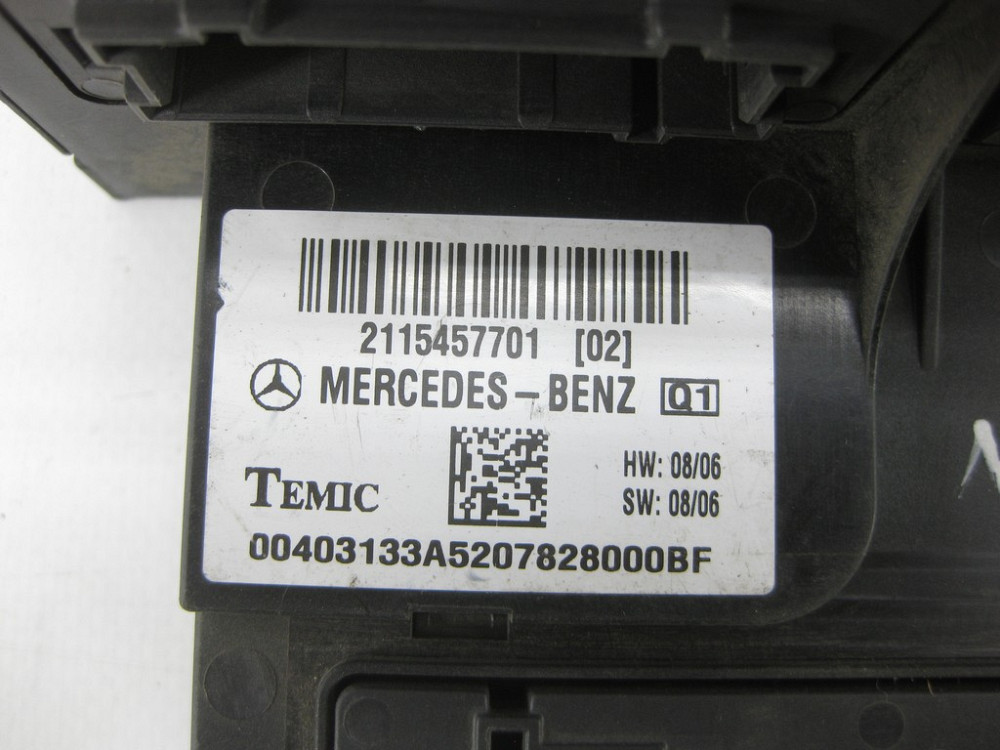 2115457701 [02]
MERCEDES-BENZ Q1
HW: 08/06
TEMIC
SW: 08/06
00403133A5207828000BF